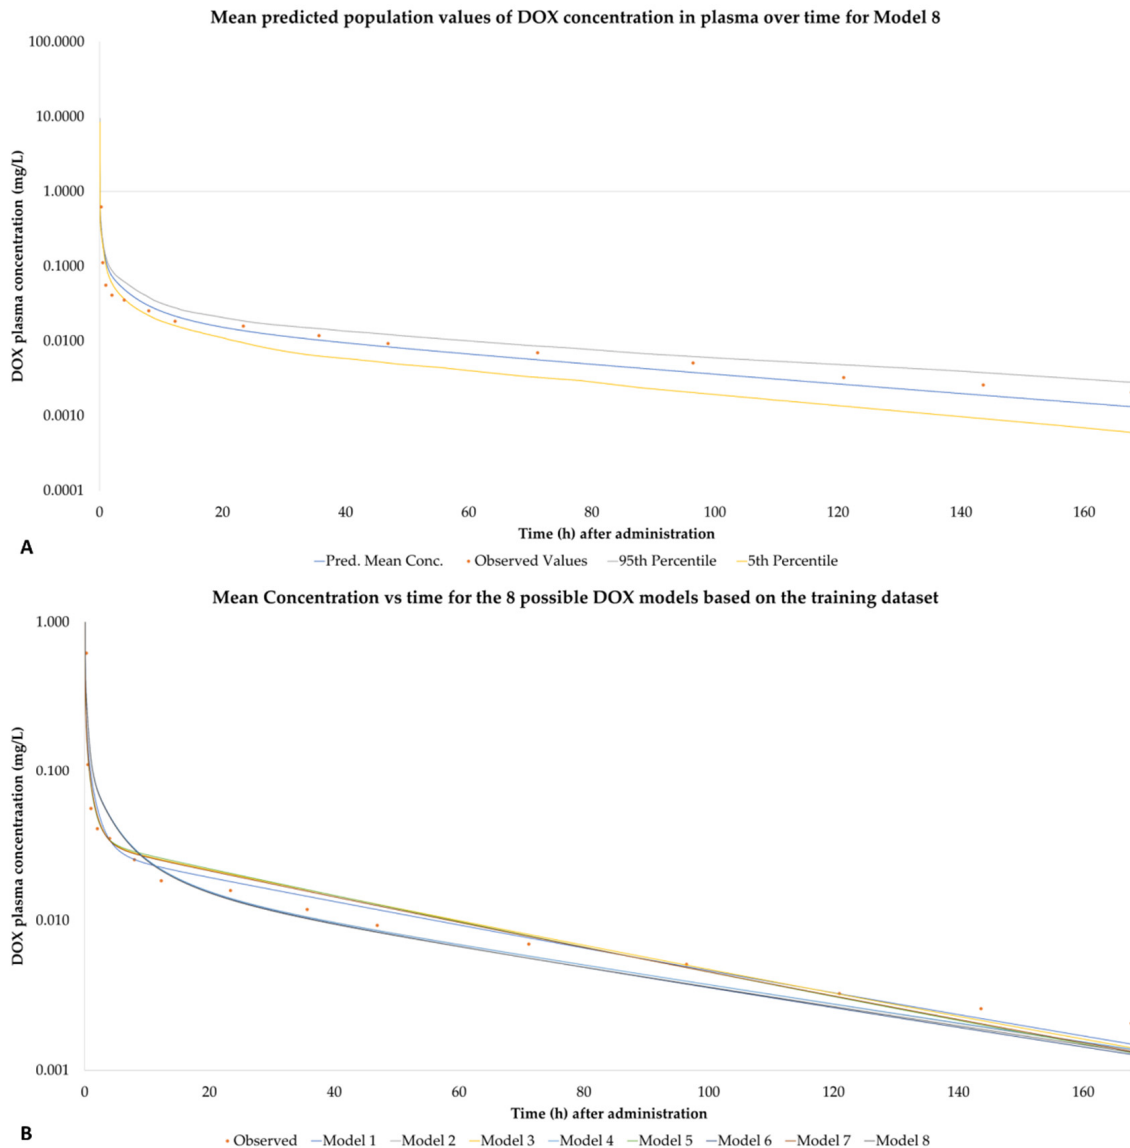 Mean predicted population values of DOX concentration in plasma over time for Model 8
100.0000
10.0000
1.0000
0.1000
0.0100
0.0010
0.0001
DOX plasma concentration (mg/L)
0 20 40 60 80 100 120 140 160
Time (h) after administration
A
Pred. Mean Conc. Observed Values 95th Percentile 5th Percentile
Mean Concentration vs time for the 8 possible DOX models based on the training dataset
1.000
0.100
0.010
0.001
DOX plasma concentraation (mg/L)
0 20 40 60 80 100 120 140 160
Time (h) after administration
B
Observed Model 1 Model 2 Model 3 Model 4 Model 5 Model 6 Model 7 Model 8